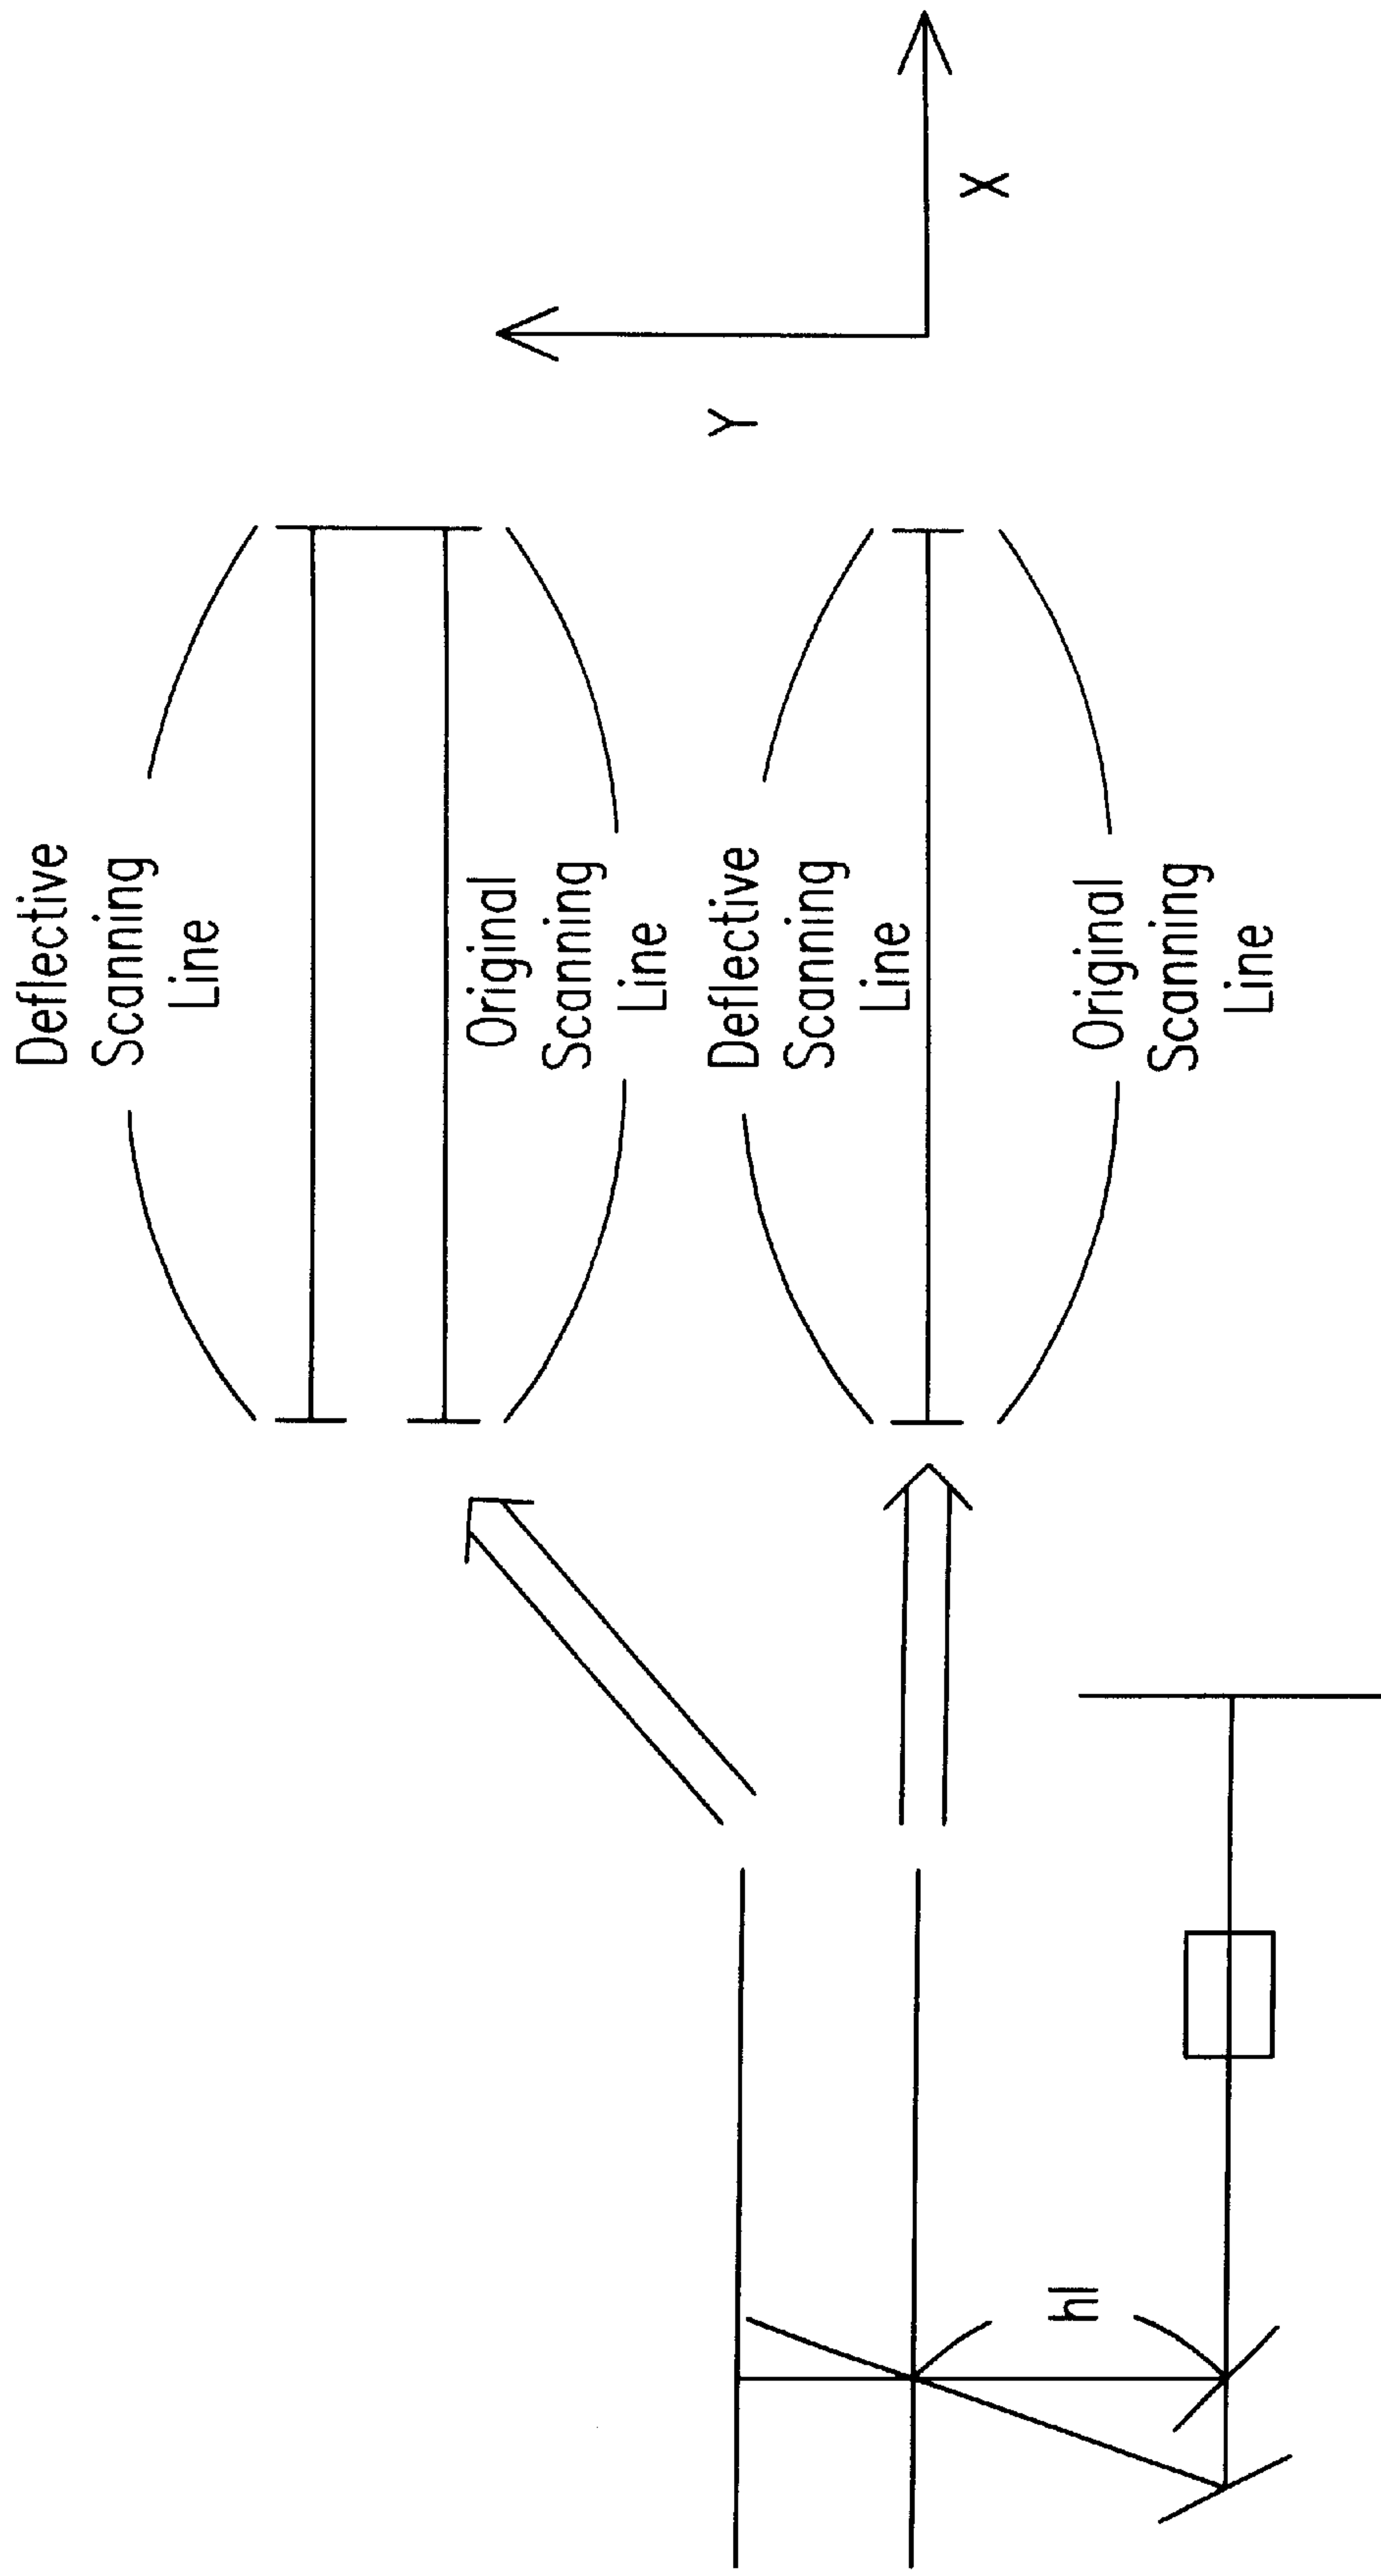 Deflective
Scanning
Line
Original
Scanning
Line
Deflective
Scanning
Line
Original
Scanning
Line
Y
X
hl